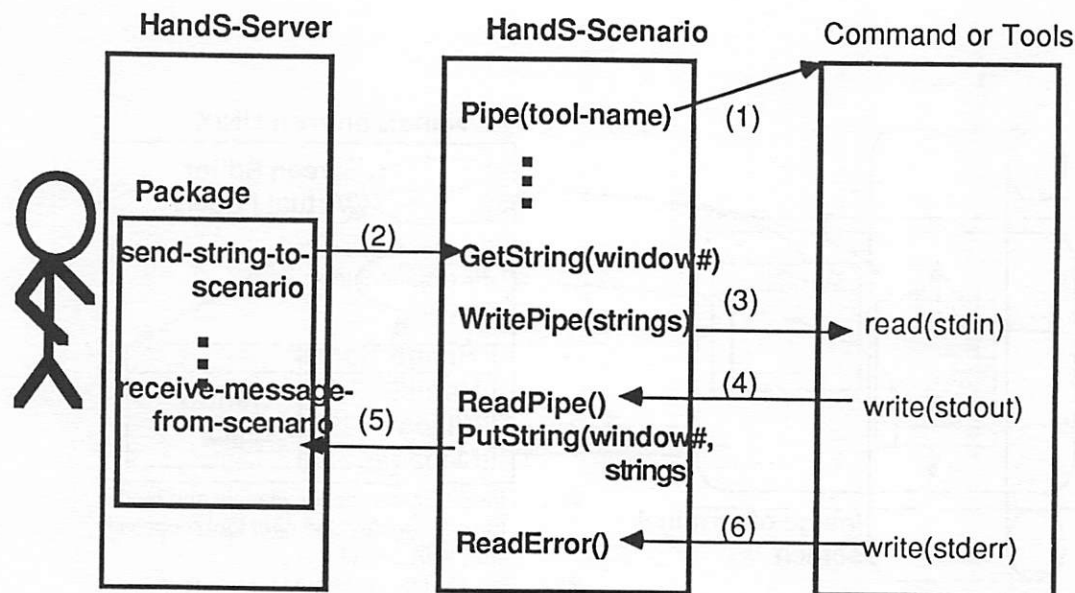 HandS-Server
HandS-Scenario
Command or Tools
Pipe(tool-name)
(1)
Package
send-string-to-
scenario
(2)
GetString(window#)
WritePipe(strings)
(3)
read(stdin)
receive-message-
from-scenario
(5)
ReadPipe()
(4)
write(stdout)
PutString(window#,
strings)
ReadError()
(6)
write(stderr)